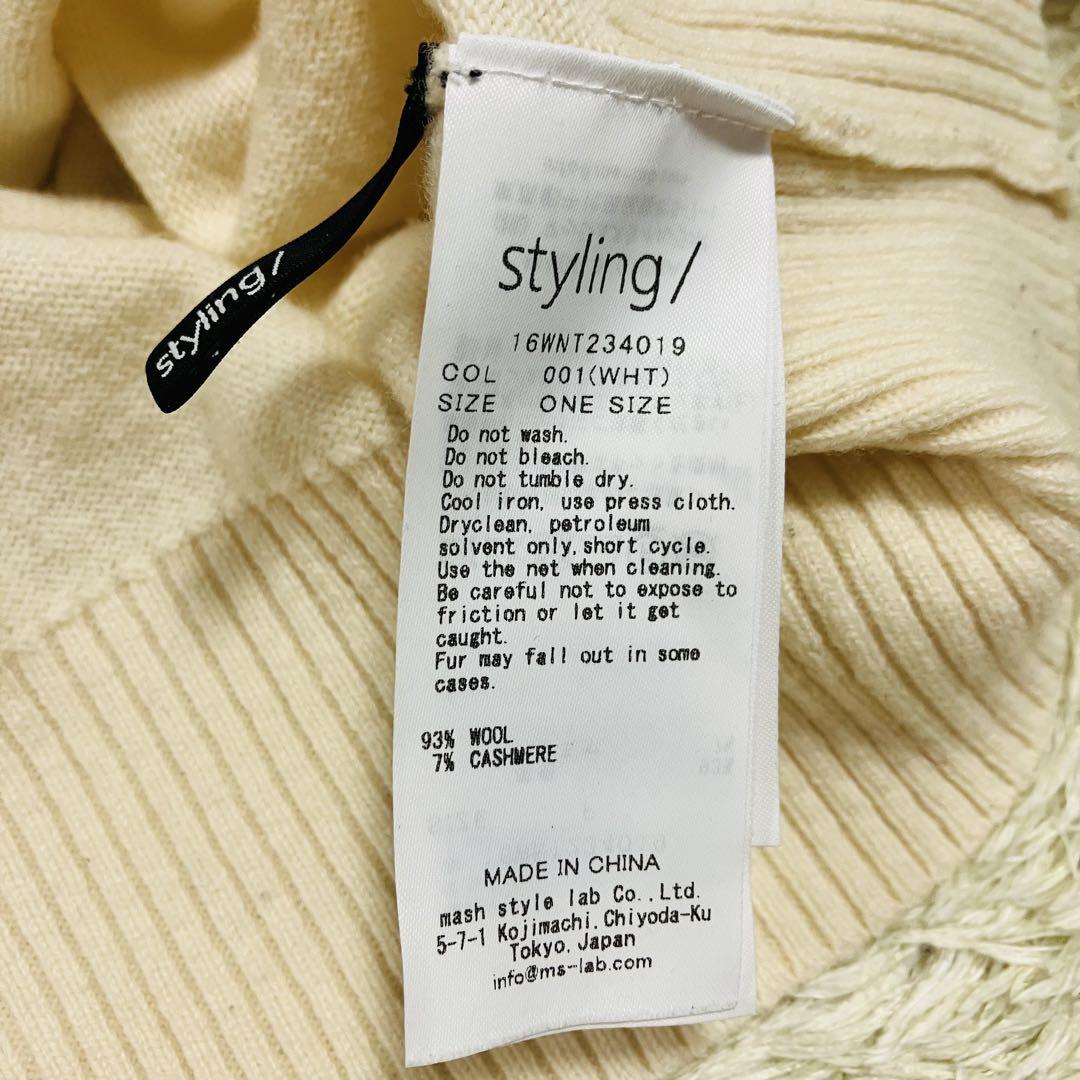 styling/
styling/
16WNT234019
COL 001(WHT)
SIZE ONE SIZE
Do not wash.
Do not bleach.
Do not tumble dry.
Cool iron, use press cloth.
Dryclean, petroleum
solvent only,short cycle.
Use the net when cleaning.
Be careful not to expose to
friction or let it get
caught.
Fur may fall out in some
cases.
93% WOOL
7% CASHMERE
MADE IN CHINA
mash style lab Co.,Ltd.
5-7-1 Kojimachi,Chiyoda-Ku
Tokyo,Japan
info@ms-lab.com